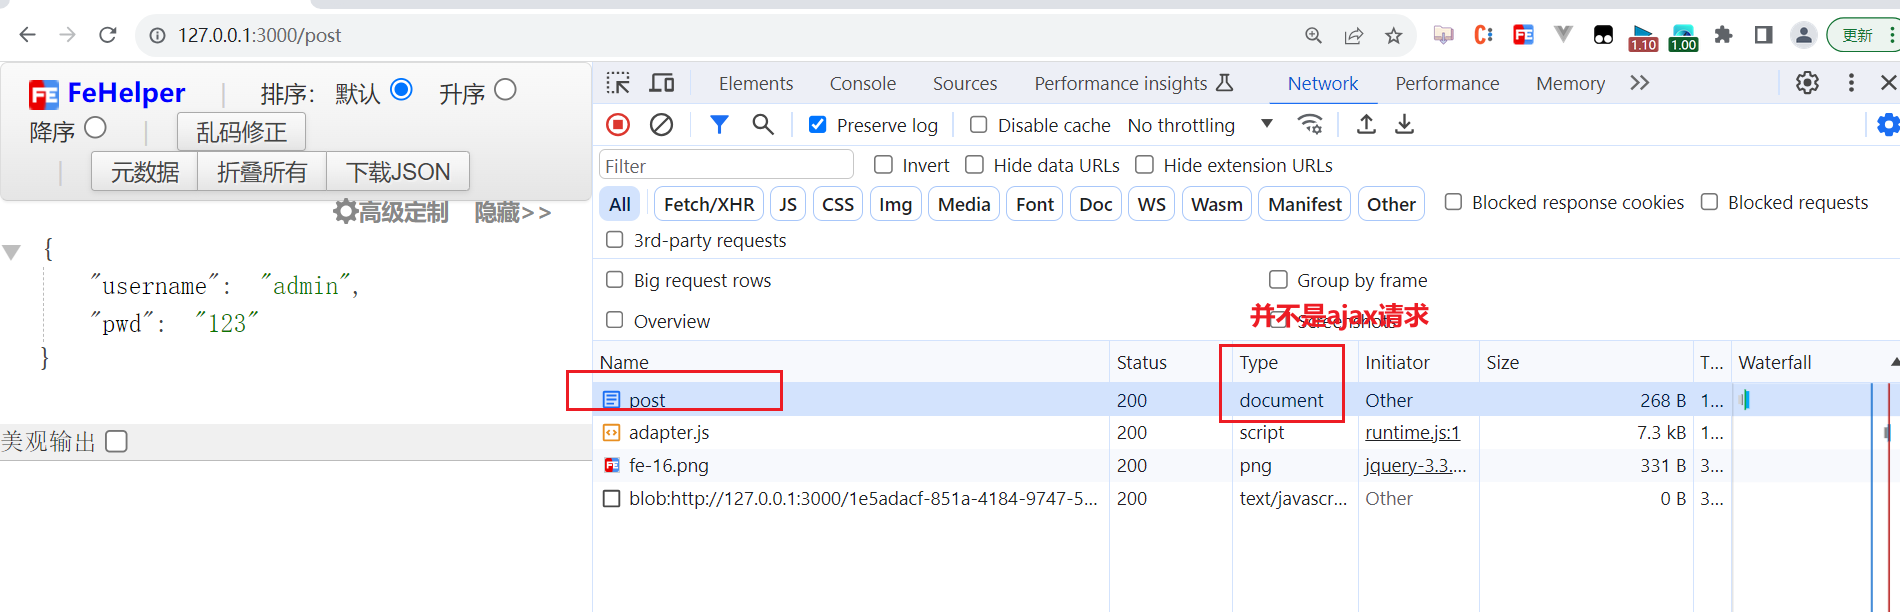 127.0.0.1:3000/post
1.10
1.00
更新
FE FeHelper | 排序: 默认 升序
降序 | 乱码修正
| 元数据 折叠所有 下载JSON
高级定制 隐藏>>
{
"username": "admin",
"pwd": "123"
}
美观输出
Elements Console Sources Performance insights Network Performance Memory
Preserve log Disable cache No throttling
Filter Invert Hide data URLs Hide extension URLs
All Fetch/XHR JS CSS Img Media Font Doc WS Wasm Manifest Other Blocked response cookies Blocked requests
3rd-party requests
Big request rows Group by frame
Overview Screenshots
并不是ajax请求
Name Status Type Initiator Size T... Waterfall
post 200 document Other 268 B 1...
adapter.js 200 script runtime.js:1 7.3 kB 1...
fe-16.png 200 png jquery-3.3.... 331 B 3...
blob:http://127.0.0.1:3000/1e5adacf-851a-4184-9747-5... 200 text/javascr... Other 0 B 3...